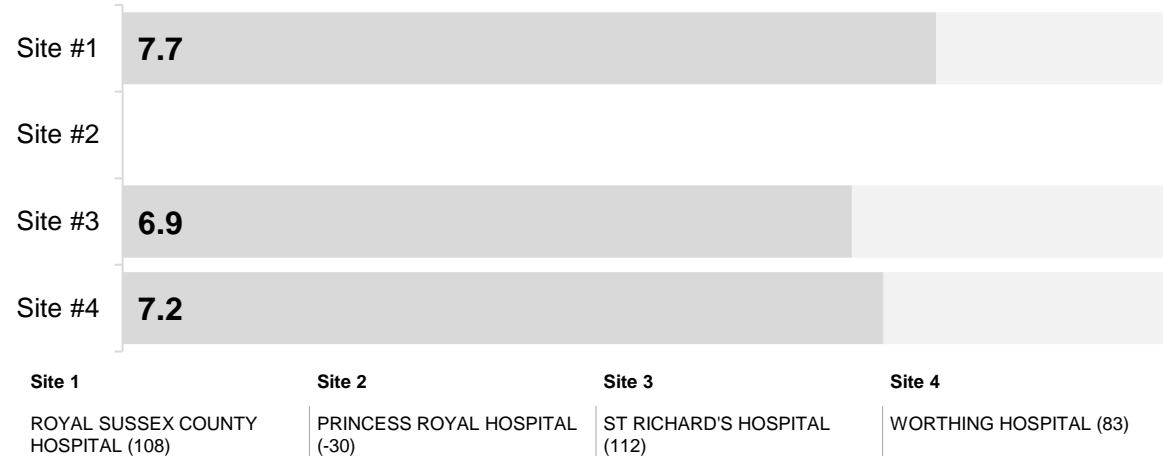 Site #1
7.7
Site #2
Site #3
6.9
Site #4
7.2
Site 1
Site 2
Site 3
Site 4
ROYAL SUSSEX COUNTY
HOSPITAL (108)
PRINCESS ROYAL HOSPITAL
(-30)
ST RICHARD'S HOSPITAL
(112)
WORTHING HOSPITAL (83)